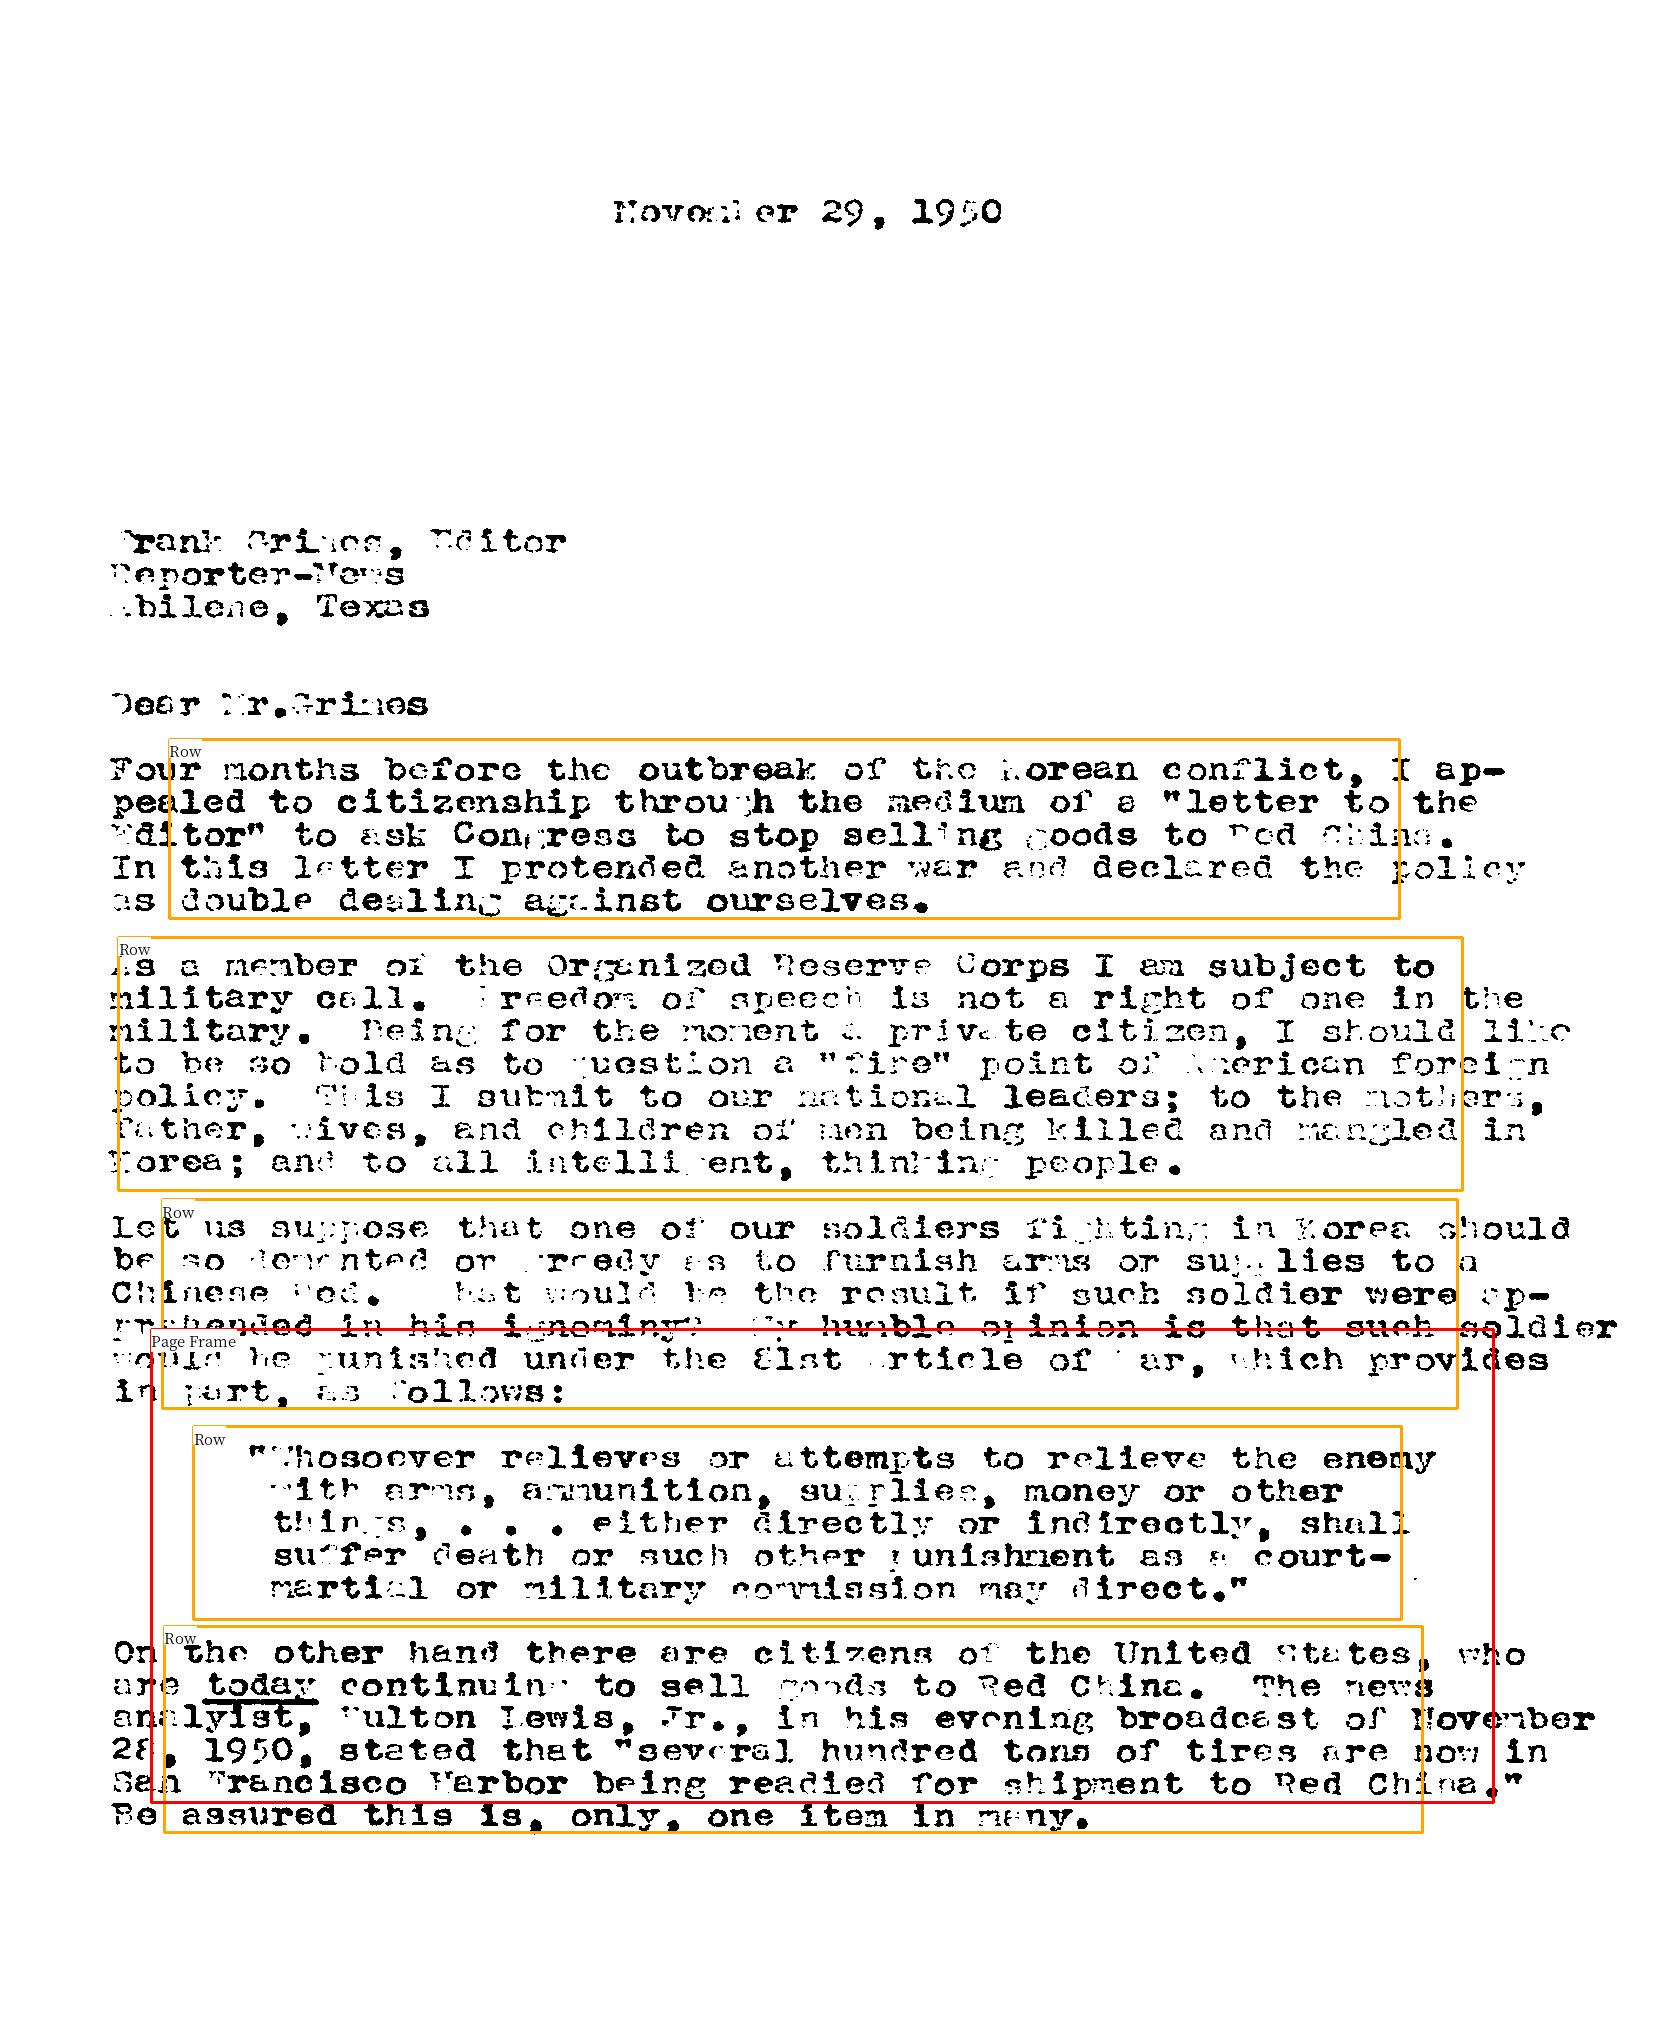 November 29, 1950
Frank Grimes, Editor
Reporter-News
Abilene, Texas
Dear Mr.Grimes
Row
Four months before the outbreak of the Korean conflict, I ap-
pealed to citizenship through the medium of a "letter to the
Editor" to ask Congress to stop selling goods to Red China.
In this letter I protended another war and declared the policy
as double dealing against ourselves.
Row
As a member of the Organized Reserve Corps I am subject to
military call.  Freedom of speech is not a right of one in the
military.  Being for the moment a private citizen, I should like
to be so bold as to question a "fire" point of American foreign
policy.  This I submit to our national leaders; to the mothers,
father, wives, and children of men being killed and mangled in
Korea; and to all intelligent, thinking people.
Row
Let us suppose that one of our soldiers fighting in Korea should
be so demented or greedy as to furnish arms or supplies to a
Chinese Red.  What would be the result if such soldier were ap-
prehended in his ignominy?  My humble opinion is that such soldier
Page Frame
would be punished under the 81st Article of War, which provides
in part, as follows:
Row
"Whosoever relieves or attempts to relieve the enemy
with arms, ammunition, supplies, money or other
things, . . . either directly or indirectly, shall
suffer death or such other punishment as a court-
martial or military commission may direct."
Row
On the other hand there are citizens of the United States, who
are today continuing to sell goods to Red China.  The news
analyist, Fulton Lewis, Jr., in his evening broadcast of November
28, 1950, stated that "several hundred tons of tires are now in
San Francisco Harbor being readied for shipment to Red China."
Be assured this is, only, one item in many.